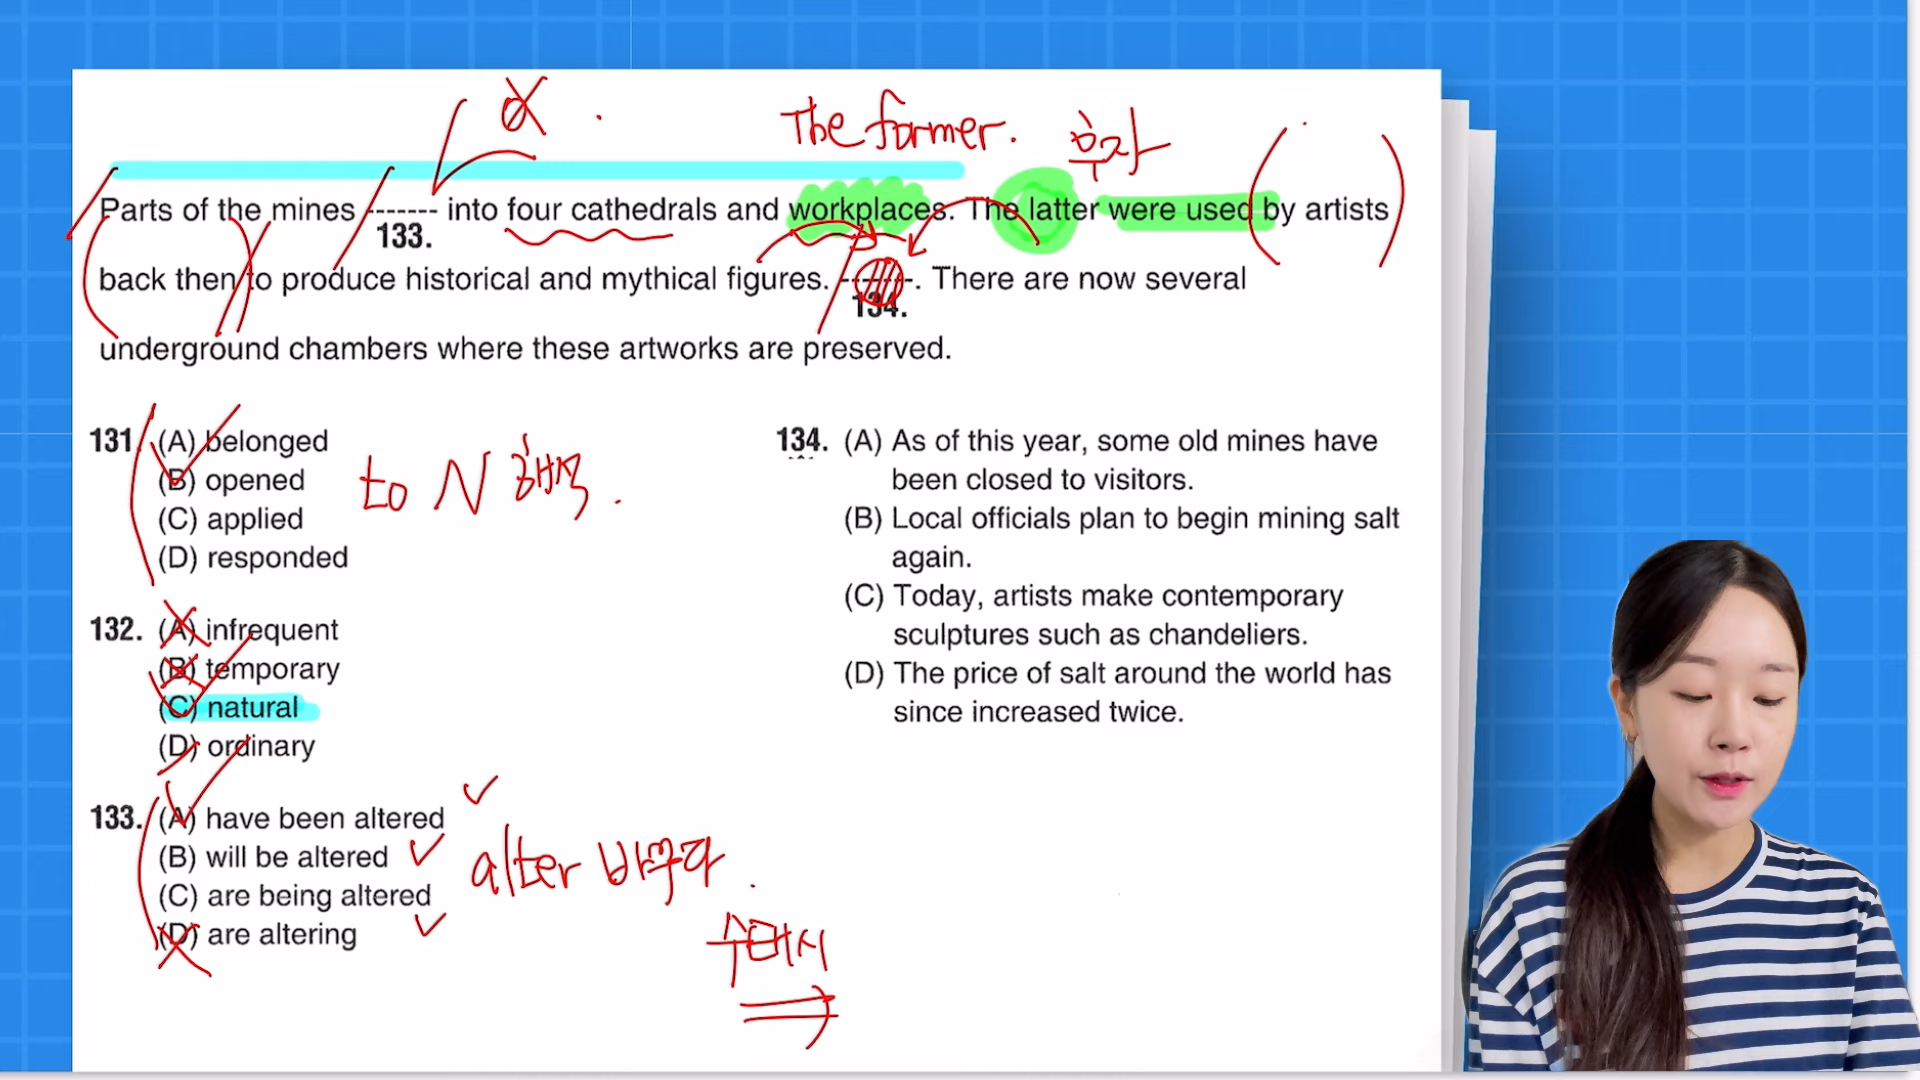 α .
The former. 후자
Parts of the mines ------- into four cathedrals and workplaces. The latter were used by artists
133.
back then to produce historical and mythical figures. -------. There are now several
134.
underground chambers where these artworks are preserved.
131. (A) belonged
(B) opened
(C) applied
(D) responded
to N 해석.
132. (A) infrequent
(B) temporary
(C) natural
(D) ordinary
133. (A) have been altered
(B) will be altered
(C) are being altered
(D) are altering
alter 바꾸다.
수태시
134. (A) As of this year, some old mines have
been closed to visitors.
(B) Local officials plan to begin mining salt
again.
(C) Today, artists make contemporary
sculptures such as chandeliers.
(D) The price of salt around the world has
since increased twice.